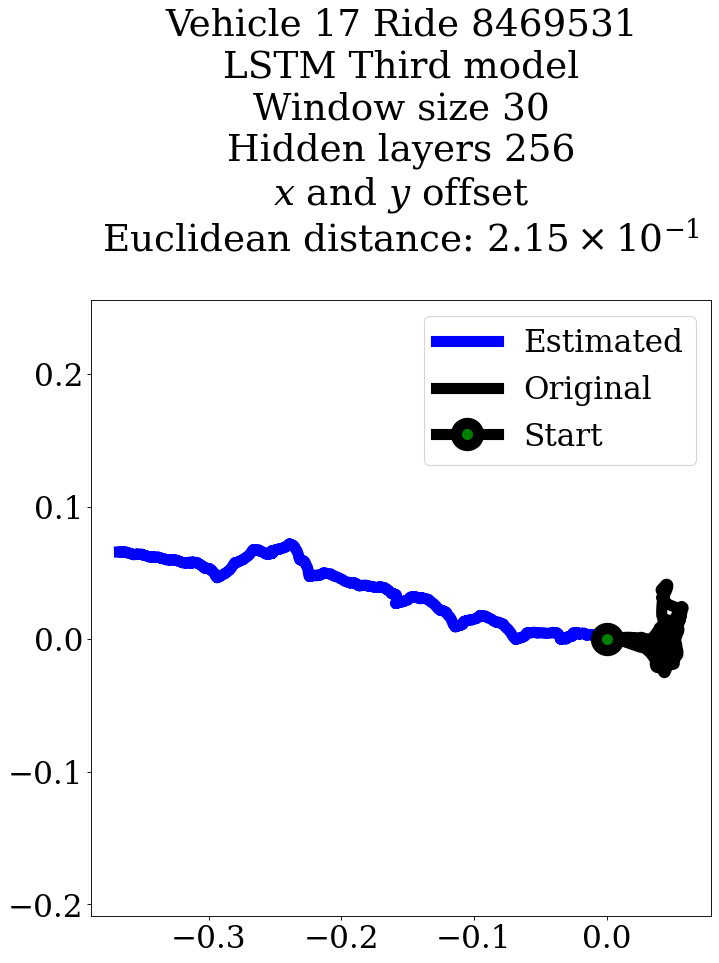 Vehicle 17 Ride 8469531
LSTM Third model
Window size 30
Hidden layers 256
x and y offset
Euclidean distance: 2.15 × 10⁻¹
Estimated
Original
Start
0.2
0.1
0.0
−0.1
−0.2
−0.3
−0.2
−0.1
0.0